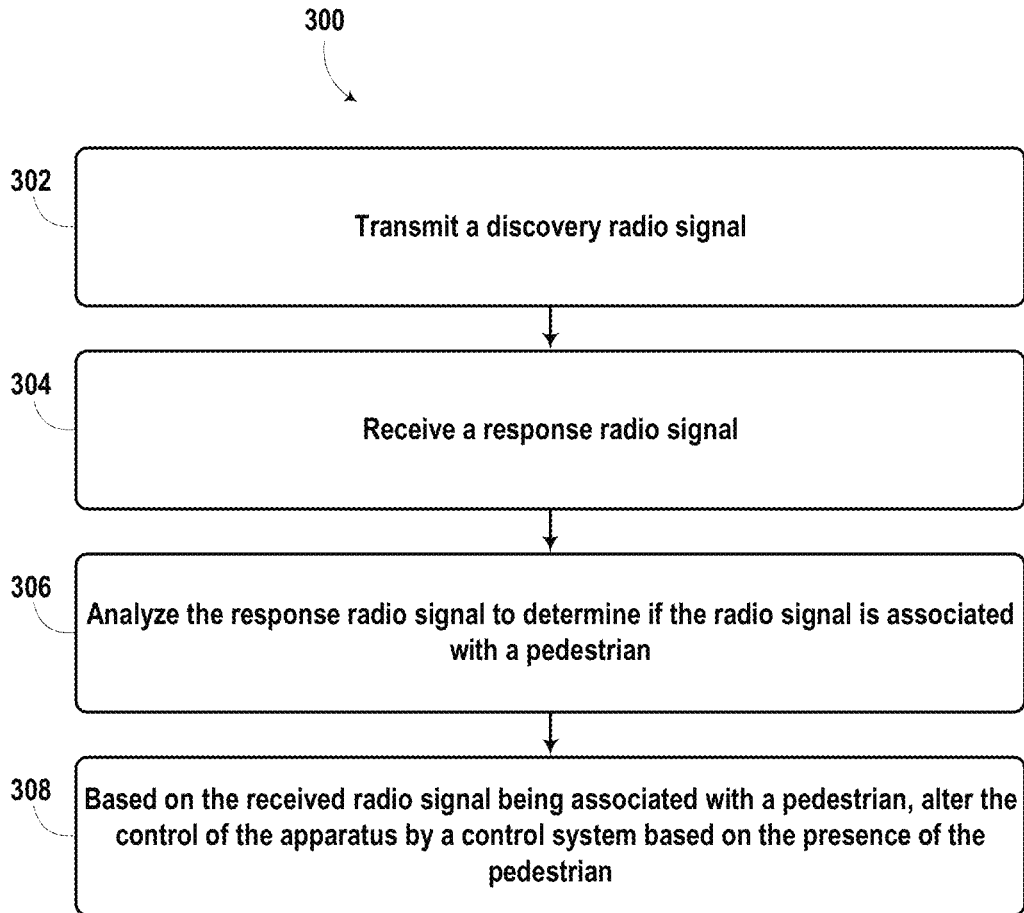 300
302
Transmit a discovery radio signal
304
Receive a response radio signal
306
Analyze the response radio signal to determine if the radio signal is associated
with a pedestrian
308
Based on the received radio signal being associated with a pedestrian, alter the
control of the apparatus by a control system based on the presence of the
pedestrian